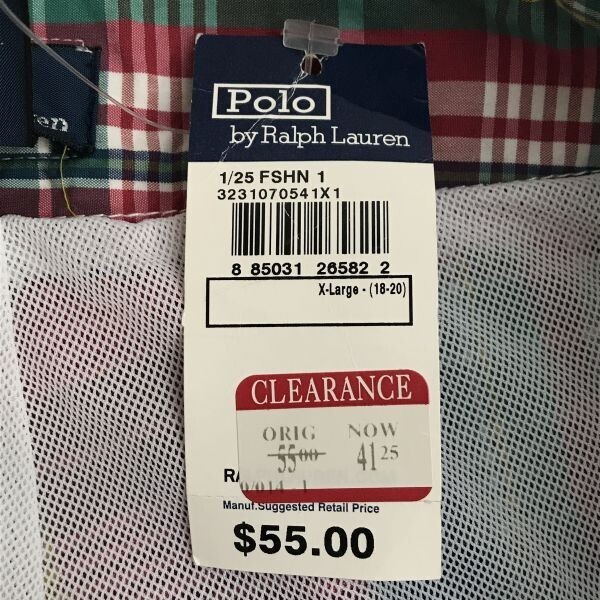 Polo
by Ralph Lauren
1/25 FSHN 1
3231070541X1
8 85031 26582 2
X-Large - (18-20)
CLEARANCE
ORIG NOW
55 00 41 25
Manuf.Suggested Retail Price
$55.00